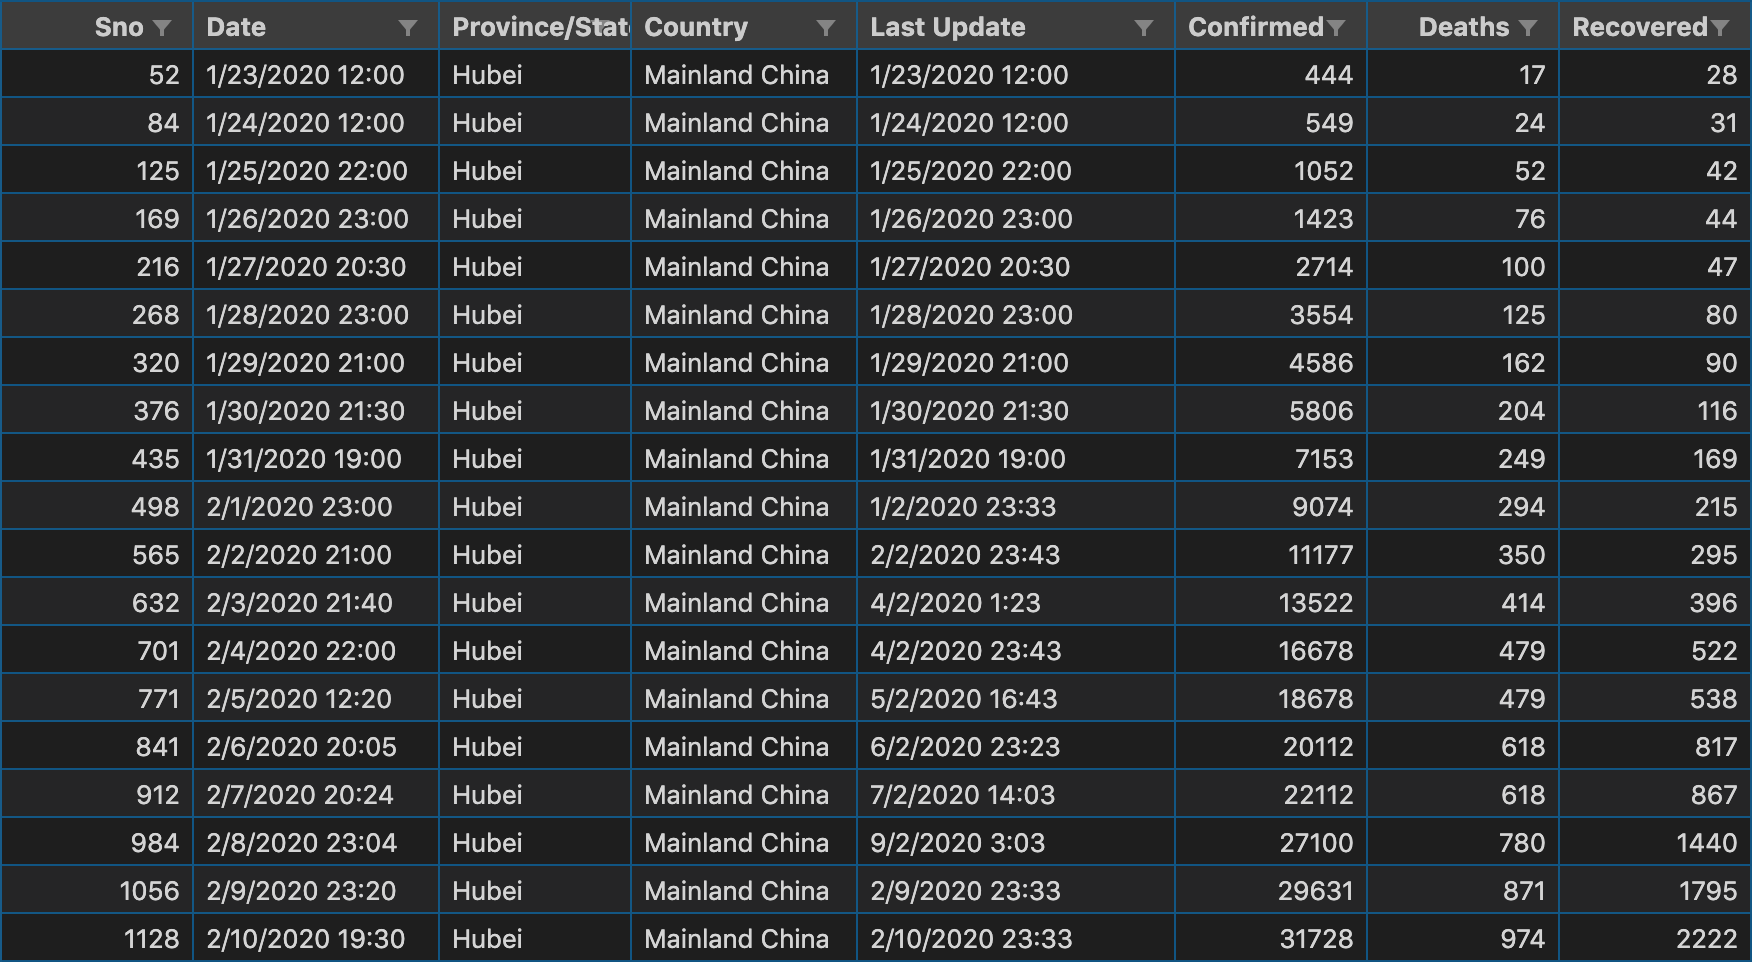 Sno Date Province/State Country Last Update Confirmed Deaths Recovered
52 1/23/2020 12:00 Hubei Mainland China 1/23/2020 12:00 444 17 28
84 1/24/2020 12:00 Hubei Mainland China 1/24/2020 12:00 549 24 31
125 1/25/2020 22:00 Hubei Mainland China 1/25/2020 22:00 1052 52 42
169 1/26/2020 23:00 Hubei Mainland China 1/26/2020 23:00 1423 76 44
216 1/27/2020 20:30 Hubei Mainland China 1/27/2020 20:30 2714 100 47
268 1/28/2020 23:00 Hubei Mainland China 1/28/2020 23:00 3554 125 80
320 1/29/2020 21:00 Hubei Mainland China 1/29/2020 21:00 4586 162 90
376 1/30/2020 21:30 Hubei Mainland China 1/30/2020 21:30 5806 204 116
435 1/31/2020 19:00 Hubei Mainland China 1/31/2020 19:00 7153 249 169
498 2/1/2020 23:00 Hubei Mainland China 1/2/2020 23:33 9074 294 215
565 2/2/2020 21:00 Hubei Mainland China 2/2/2020 23:43 11177 350 295
632 2/3/2020 21:40 Hubei Mainland China 4/2/2020 1:23 13522 414 396
701 2/4/2020 22:00 Hubei Mainland China 4/2/2020 23:43 16678 479 522
771 2/5/2020 12:20 Hubei Mainland China 5/2/2020 16:43 18678 479 538
841 2/6/2020 20:05 Hubei Mainland China 6/2/2020 23:23 20112 618 817
912 2/7/2020 20:24 Hubei Mainland China 7/2/2020 14:03 22112 618 867
984 2/8/2020 23:04 Hubei Mainland China 9/2/2020 3:03 27100 780 1440
1056 2/9/2020 23:20 Hubei Mainland China 2/9/2020 23:33 29631 871 1795
1128 2/10/2020 19:30 Hubei Mainland China 2/10/2020 23:33 31728 974 2222